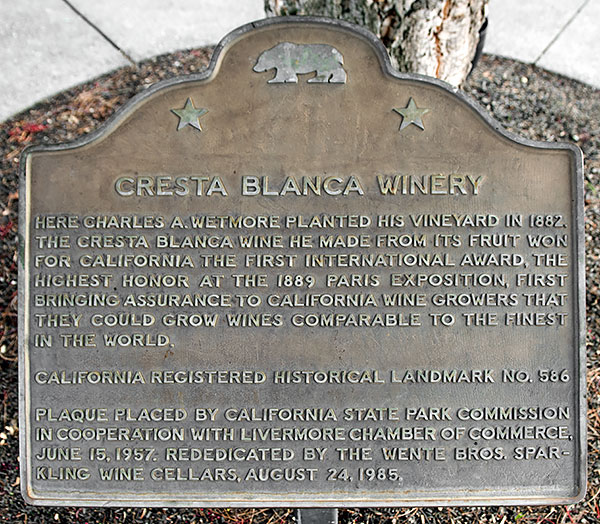 CRESTA BLANCA WINERY
HERE CHARLES A. WETMORE PLANTED HIS VINEYARD IN 1882.
THE CRESTA BLANCA WINE HE MADE FROM ITS FRUIT WON
FOR CALIFORNIA THE FIRST INTERNATIONAL AWARD, THE
HIGHEST HONOR AT THE 1889 PARIS EXPOSITION, FIRST
BRINGING ASSURANCE TO CALIFORNIA WINE GROWERS THAT
THEY COULD GROW WINES COMPARABLE TO THE FINEST
IN THE WORLD.
CALIFORNIA REGISTERED HISTORICAL LANDMARK NO. 586
PLAQUE PLACED BY CALIFORNIA STATE PARK COMMISSION
IN COOPERATION WITH LIVERMORE CHAMBER OF COMMERCE,
JUNE 15, 1957. REDEDICATED BY THE WENTE BROS. SPAR-
KLING WINE CELLARS, AUGUST 24, 1985.